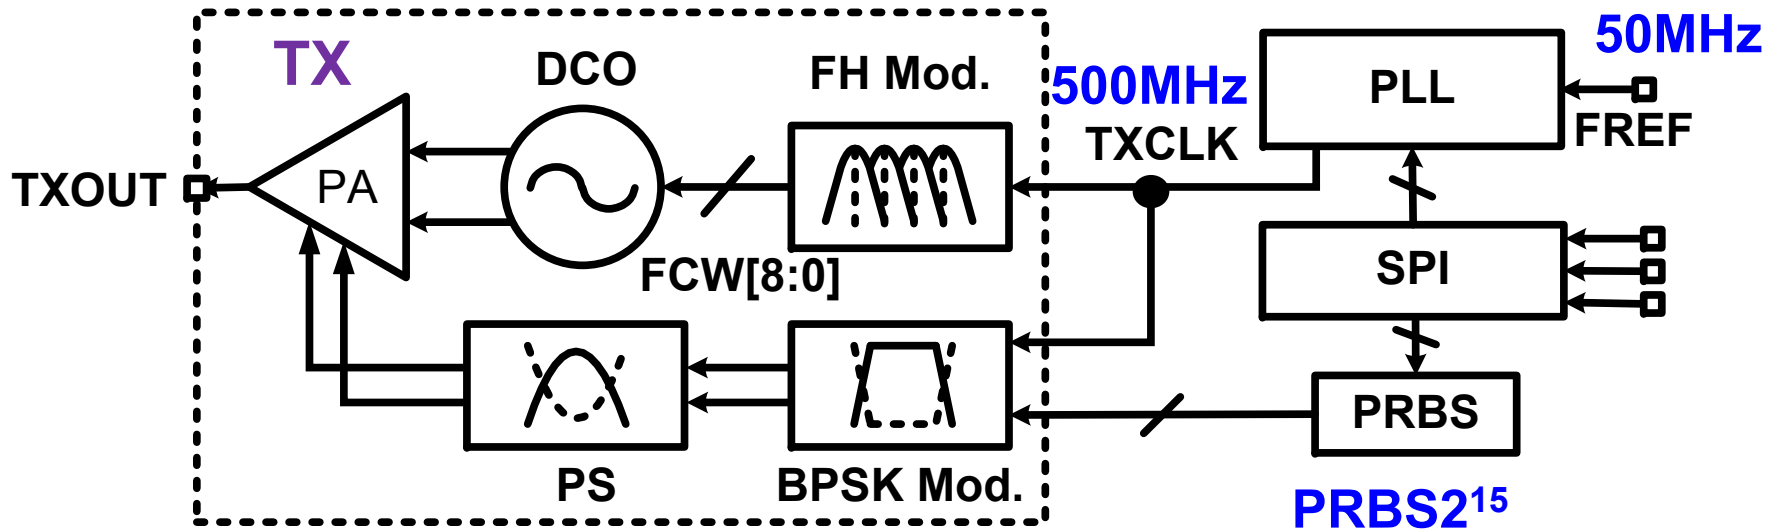 TX
DCO
FH Mod.
500MHz
TXCLK
PLL
50MHz
FREF
TXOUT
PA
FCW[8:0]
SPI
PS
BPSK Mod.
PRBS
PRBS2¹⁵